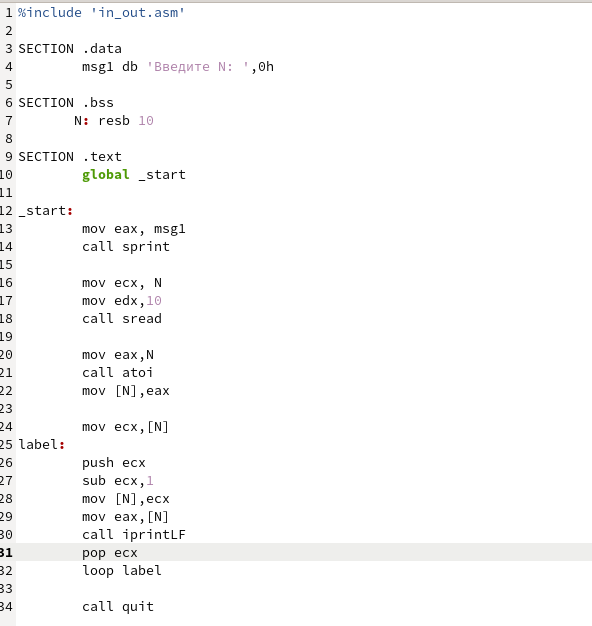 1 %include 'in_out.asm'
2
3 SECTION .data
4 msg1 db 'Введите N: ',0h
5
6 SECTION .bss
7 N: resb 10
8
9 SECTION .text
10 global _start
11
12 _start:
13 mov eax, msg1
14 call sprint
15
16 mov ecx, N
17 mov edx,10
18 call sread
19
20 mov eax,N
21 call atoi
22 mov [N],eax
23
24 mov ecx,[N]
25 label:
26 push ecx
27 sub ecx,1
28 mov [N],ecx
29 mov eax,[N]
30 call iprintLF
31 pop ecx
32 loop label
33
34 call quit